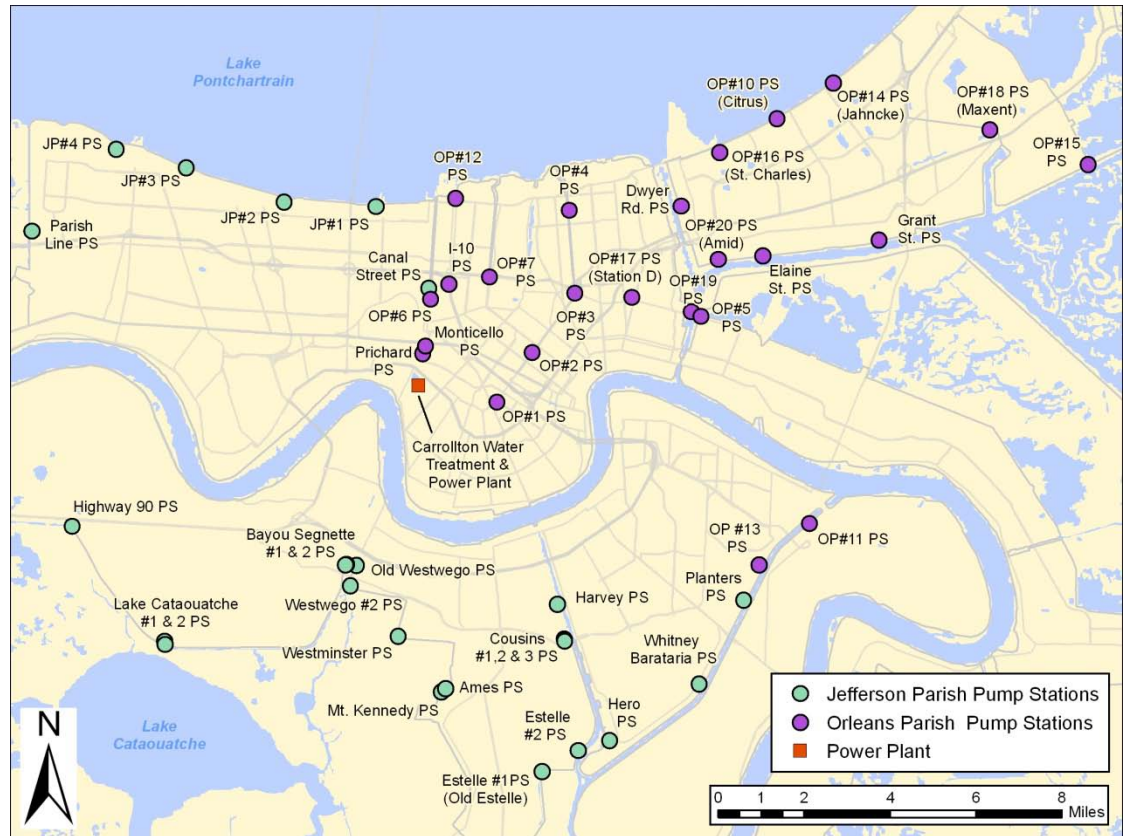 Lake
Pontchartrain
OP#10 PS
(Citrus)
OP#14 PS
(Jahncke)
OP#18 PS
(Maxent)
OP#15
PS
JP#4 PS
JP#3 PS
OP#12
PS
OP#4
PS
OP#16 PS
(St. Charles)
Parish
Line PS
JP#2 PS
JP#1 PS
Dwyer
Rd. PS
Canal
Street PS
I-10
PS
OP#7
PS
OP#17 PS
(Station D)
OP#20 PS
(Amid)
Grant
St. PS
Elaine
St. PS
OP#19
PS
OP#5
PS
OP#6 PS
OP#3
PS
Monticello
PS
Prichard
PS
OP#2 PS
OP#1 PS
Carrollton Water
Treatment &
Power Plant
Highway 90 PS
Bayou Segnette
#1 & 2 PS
Old Westwego PS
OP #13
PS
OP#11 PS
Westwego #2 PS
Harvey PS
Planters
PS
Lake Cataouatche
#1 & 2 PS
Westminster PS
Cousins
#1,2 & 3 PS
Whitney
Barataria PS
Ames PS
Mt. Kennedy PS
Hero
PS
Estelle
#2 PS
Lake
Cataouatche
Estelle #1PS
(Old Estelle)
N
Jefferson Parish Pump Stations
Orleans Parish Pump Stations
Power Plant
0 1 2 4 6 8
Miles